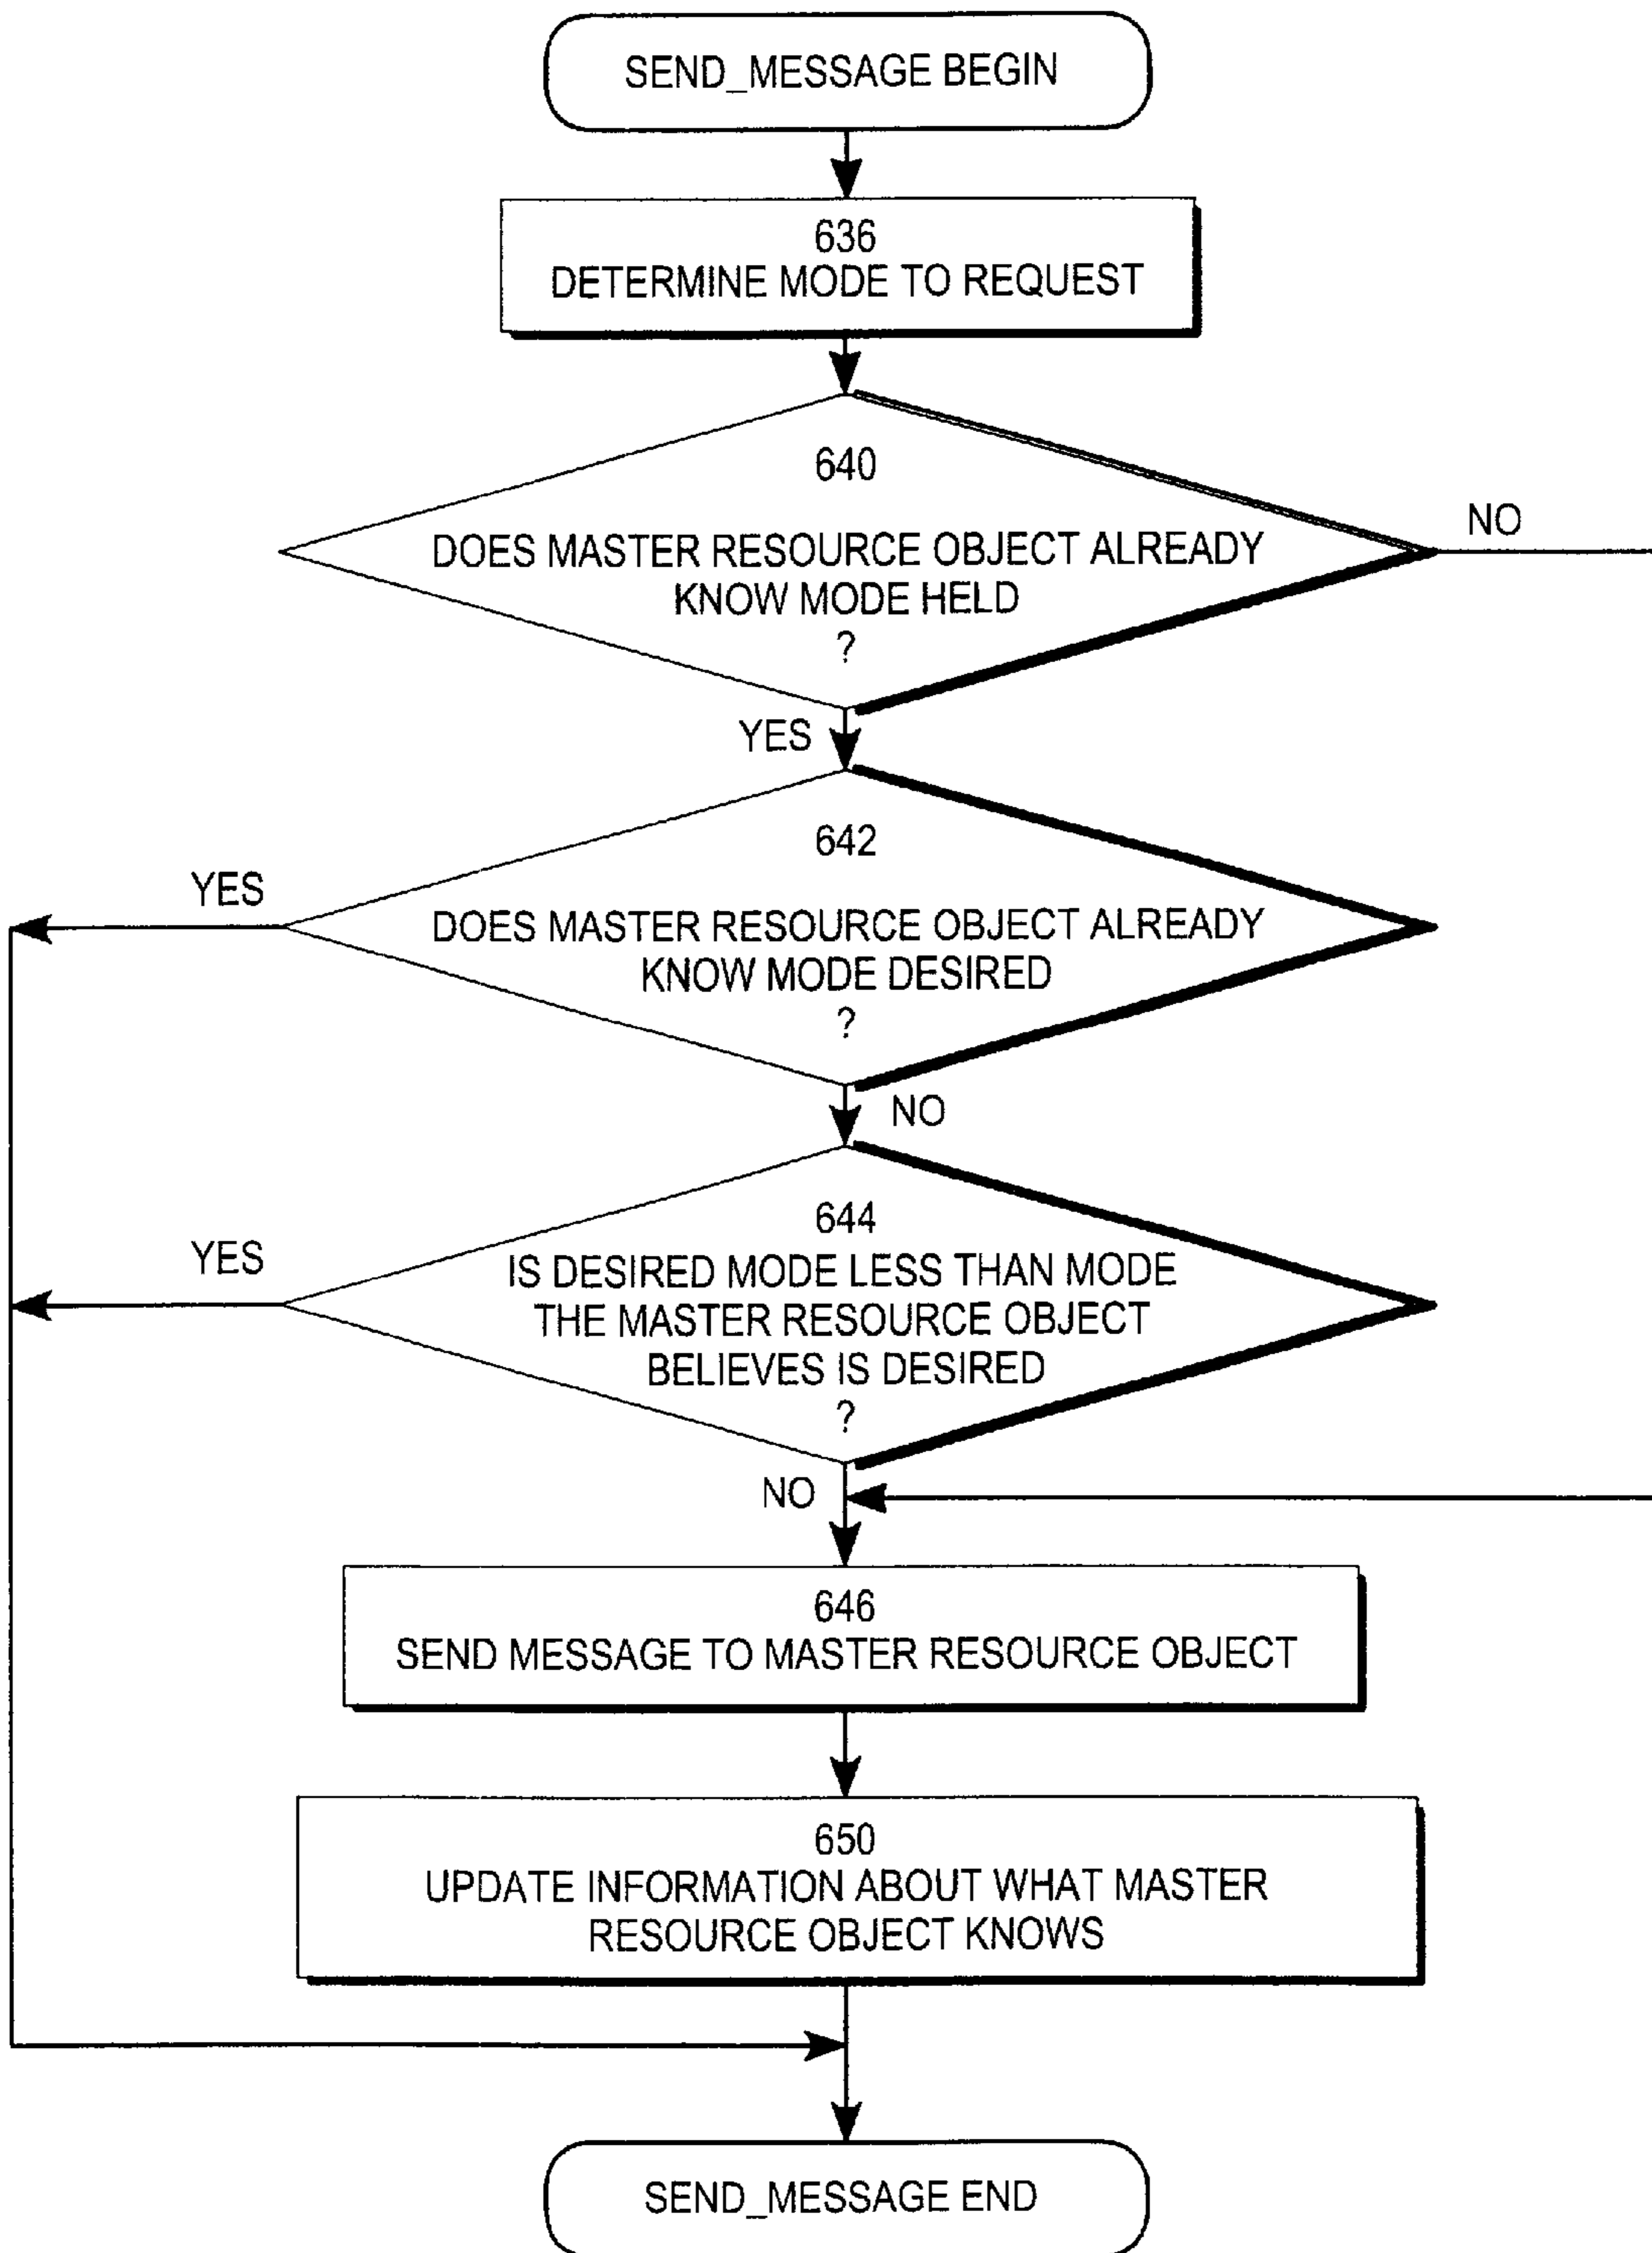 SEND_MESSAGE BEGIN
636
DETERMINE MODE TO REQUEST
640
DOES MASTER RESOURCE OBJECT ALREADY
KNOW MODE HELD
?
NO
YES
642
DOES MASTER RESOURCE OBJECT ALREADY
KNOW MODE DESIRED
?
YES
NO
644
IS DESIRED MODE LESS THAN MODE
THE MASTER RESOURCE OBJECT
BELIEVES IS DESIRED
?
YES
NO
646
SEND MESSAGE TO MASTER RESOURCE OBJECT
650
UPDATE INFORMATION ABOUT WHAT MASTER
RESOURCE OBJECT KNOWS
SEND_MESSAGE END